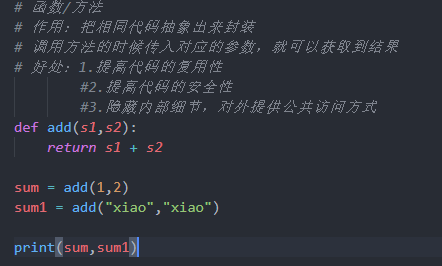 # 函数/方法
# 作用: 把相同代码抽象出来封装
# 调用方法的时候传入对应的参数，就可以获取到结果
# 好处: 1.提高代码的复用性
#2.提高代码的安全性
#3.隐藏内部细节，对外提供公共访问方式
def add(s1,s2):
return s1 + s2
sum = add(1,2)
sum1 = add("xiao","xiao")
print(sum,sum1)